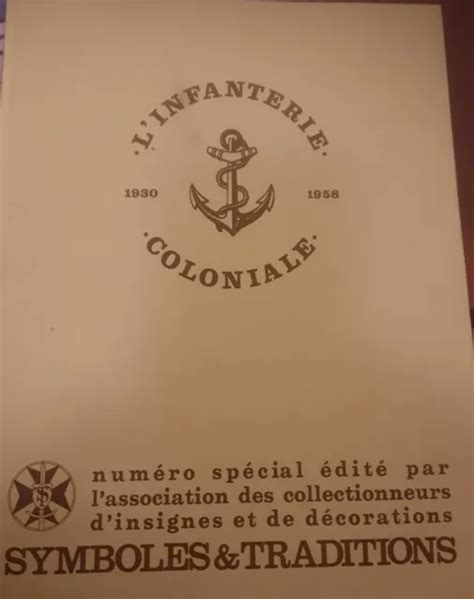 · L'INFANTERIE
1930 1958
· COLONIALE ·
numéro spécial édité par
l'association des collectionneurs
d'insignes et de décorations
SYMBOLES & TRADITIONS